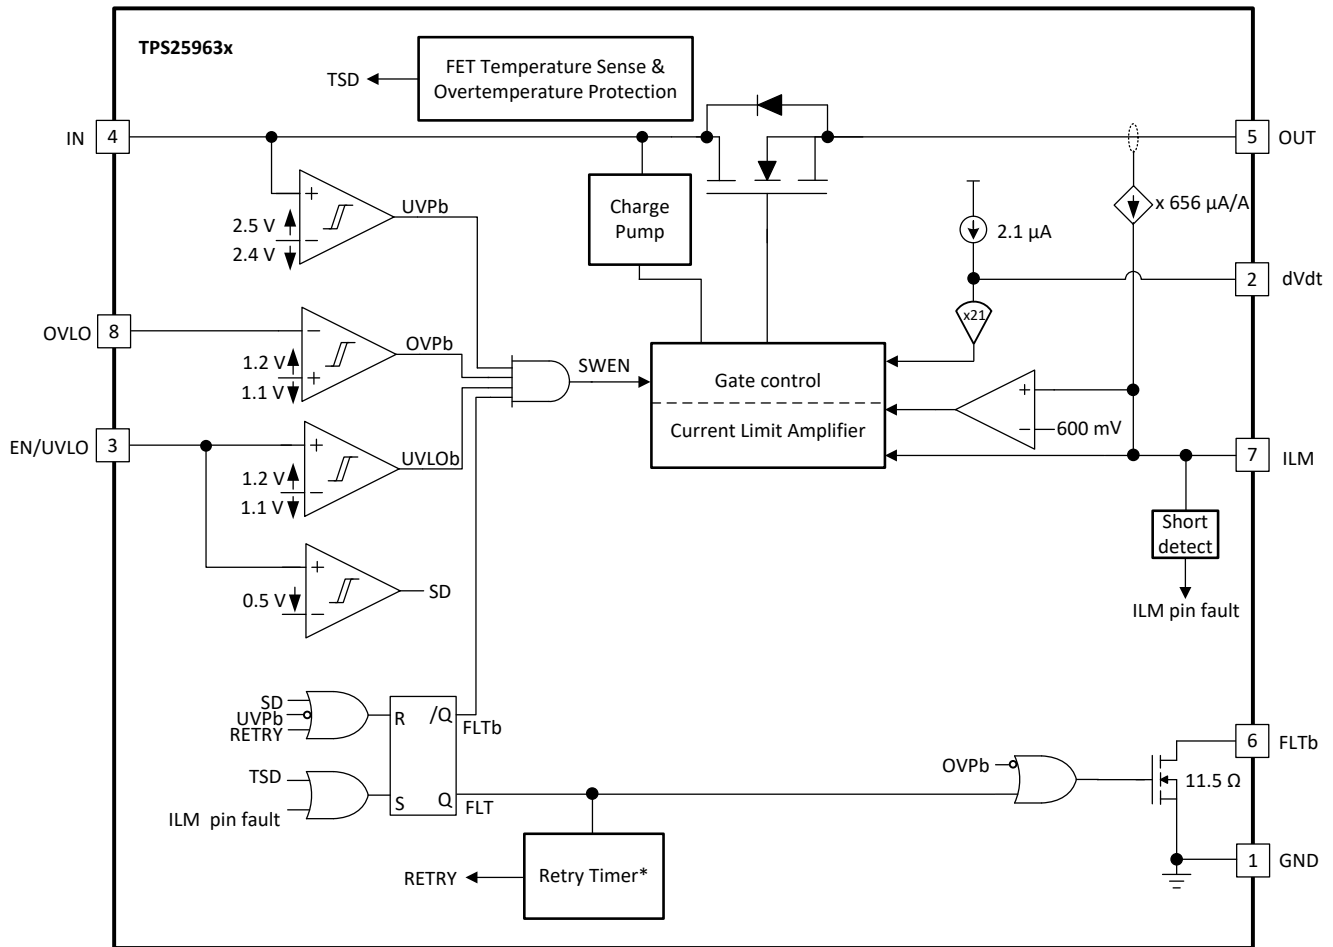 TPS25963x
TSD
FET Temperature Sense &
Overtemperature Protection
IN
4
5
OUT
+
UVPb
2.5 V
−
2.4 V
Charge
Pump
x 656 µA/A
2.1 µA
2
dVdt
x21
OVLO
8
−
OVPb
1.2 V
+
1.1 V
SWEN
Gate control
Current Limit Amplifier
+
−
600 mV
EN/UVLO
3
+
UVLOb
1.2 V
−
1.1 V
7
ILM
Short
detect
ILM pin fault
+
SD
0.5 V
−
SD
UVPb
RETRY
R
/Q
FLTb
TSD
ILM pin fault
S
Q
FLT
OVPb
6
FLTb
11.5 Ω
RETRY
Retry Timer*
1
GND